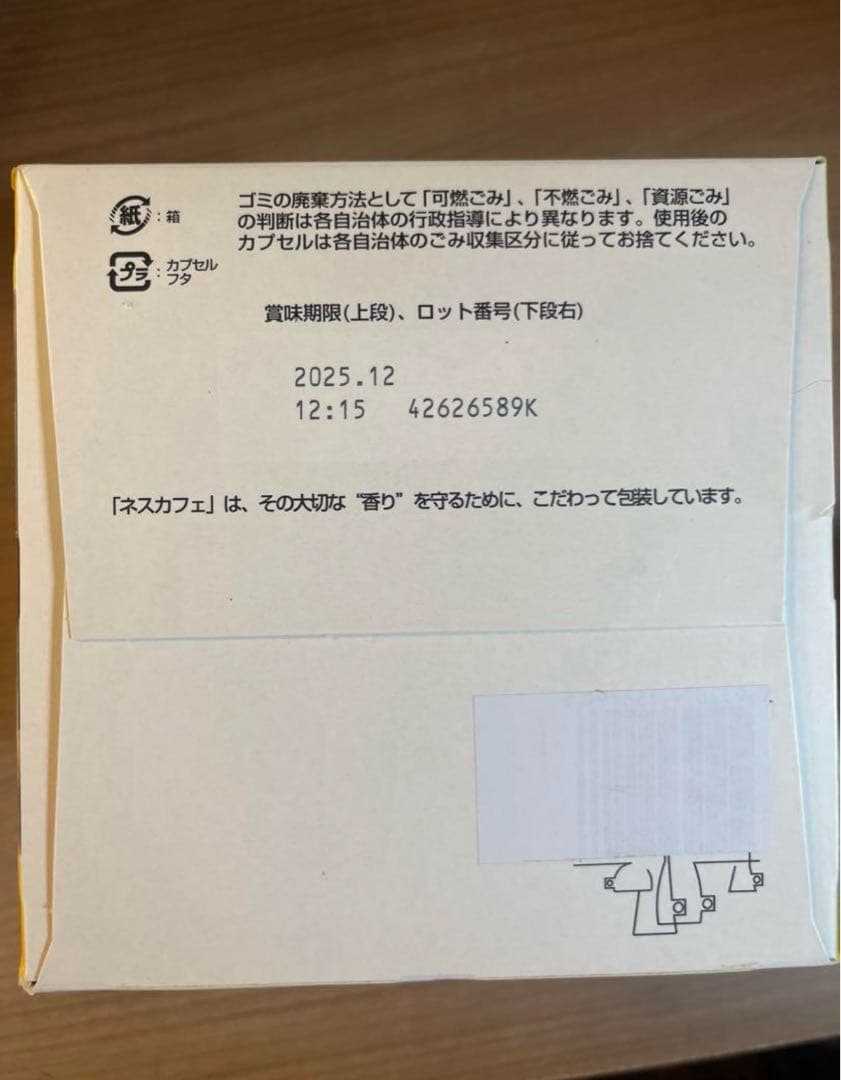 紙：箱
プラ：カプセル
フタ
ゴミの廃棄方法として「可燃ごみ」、「不燃ごみ」、「資源ごみ」
の判断は各自治体の行政指導により異なります。使用後の
カプセルは各自治体のごみ収集区分に従ってお捨てください。
賞味期限(上段)、ロット番号(下段右)
2025.12
12:15 42626589K
「ネスカフェ」は、その大切な“香り”を守るために、こだわって包装しています。